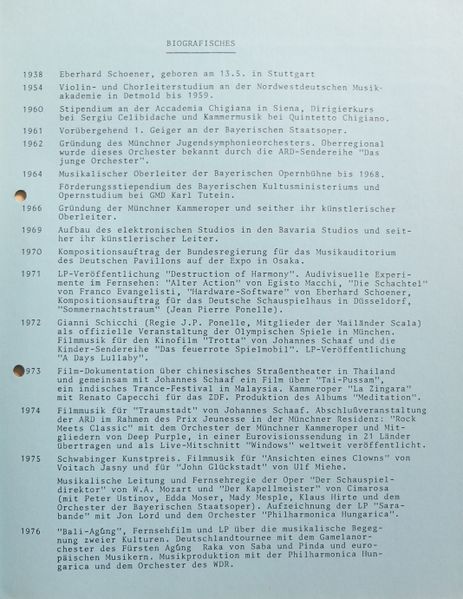 BIOGRAFISCHES
1938 Eberhard Schoener, geboren am 13.5. in Stuttgart
1954 Violin- und Chorleiterstudium an der Nordwestdeutschen Musik-
akademie in Detmold bis 1959.
1960 Stipendium an der Accademia Chigiana in Siena, Dirigierkurs
bei Sergiu Celibidache und Kammermusik bei Quintetto Chigiano.
1961 Vorübergehend 1. Geiger an der Bayerischen Staatsoper.
1962 Gründung des Münchner Jugendsymphonieorchesters. Überregional
wurde dieses Orchester bekannt durch die ARD-Sendereihe "Das
junge Orchester".
1964 Musikalischer Oberleiter der Bayerischen Opernbühne bis 1968.
Förderungsstiependium des Bayerischen Kultusministeriums und
Opernstudium bei GMD Karl Tutein.
1966 Gründung der Münchner Kammeroper und seither ihr künstlerischer
Oberleiter.
1969 Aufbau des elektronischen Studios in den Bavaria Studios und seit-
her ihr künstlerischer Leiter.
1970 Kompositionsauftrag der Bundesregierung für das Musikauditorium
des Deutschen Pavillons auf der Expo in Osaka.
1971 LP-Veröffentlichung "Destruction of Harmony". Audivisuelle Experi-
mente im Fernsehen: "Alter Action" von Egisto Macchi, "Die Schachtel"
von Franco Evangelisti, "Hardware-Software" von Eberhard Schoener,
Kompositionsauftrag für das Deutsche Schauspielhaus in Düsseldorf,
"Sommernachtstraum" (Jean Pierre Ponelle).
1972 Gianni Schicchi (Regie J.P. Ponelle, Mitglieder der Mailänder Scala)
als offizielle Veranstaltung der Olympischen Spiele in München.
Filmmusik für den Kinofilm "Trotta" von Johannes Schaaf und die
Kinder-Sendereihe "Das feuerrote Spielmobil". LP-Veröffentlichung
"A Days Lullaby".
1973 Film-Dokumentation über chinesisches Straßentheater in Thailand
und gemeinsam mit Johannes Schaaf ein Film über "Tai-Pussam",
ein indisches Trance-Festival in Malaysia. Kammeroper "La Zingara"
mit Renato Capecchi für das ZDF. Produktion des Albums "Meditation".
1974 Filmmusik für "Traumstadt" von Johannes Schaaf. Abschlußveranstaltung
der ARD im Rahmen des Prix Jeunesse in der Münchner Residenz: "Rock
Meets Classic" mit dem Orchester der Münchner Kammeroper und Mit-
gliedern von Deep Purple, in einer Eurovisionssendung in 21 Länder
übertragen und als Live-Mitschnitt "Windows" weltweit veröffentlicht.
1975 Schwabinger Kunstpreis. Filmmusik für "Ansichten eines Clowns" von
Voitach Jasny und für "John Glückstadt" von Ulf Miehe.
Musikalische Leitung und Fernsehregie der Oper "Der Schauspiel-
direktor" von W.A. Mozart und "Der Kapellmeister" von Cimarosa
(mit Peter Ustinov, Edda Moser, Mady Mesple, Klaus Hirte und dem
Orchester der Bayerischen Staatsoper). Aufzeichnung der LP "Sara-
bande" mit Jon Lord und dem Orchester "Philharmonica Hungarica".
1976 "Bali-Agúng", Fernsehfilm und LP über die musikalische Begeg-
nung zweier Kulturen. Deutschlandtournee mit dem Gamelanor-
chester des Fürsten Agúng Raka von Saba und Pinda und euro-
päischen Musikern. Musikproduktion mit der Philharmonica Hun-
garica und dem Orchester des WDR.